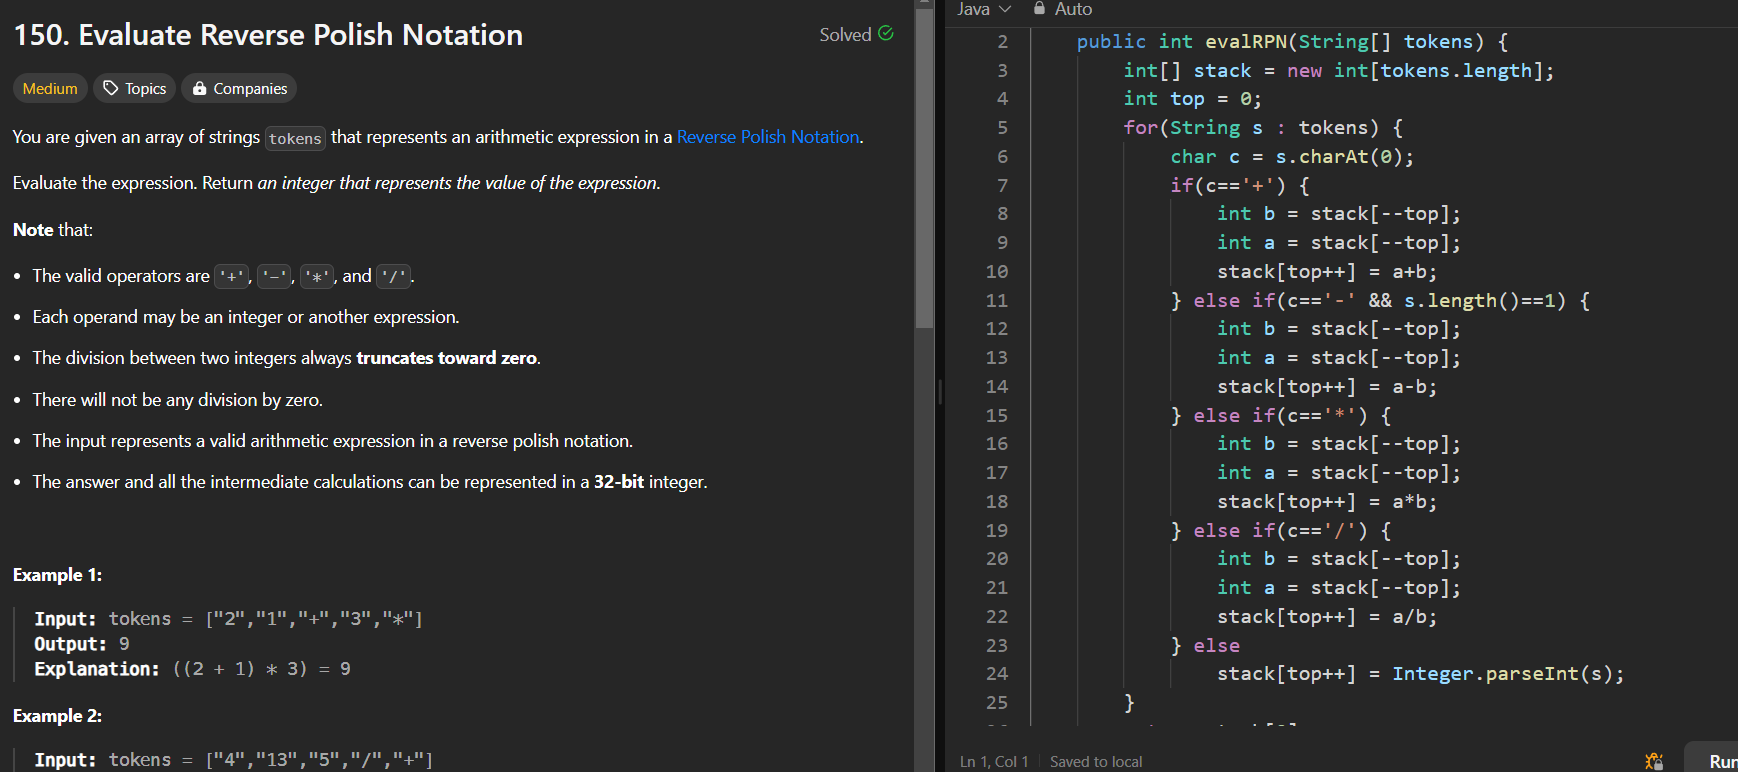 150. Evaluate Reverse Polish Notation
Solved
Medium
Topics
Companies
You are given an array of strings tokens that represents an arithmetic expression in a Reverse Polish Notation.
Evaluate the expression. Return an integer that represents the value of the expression.
Note that:
• The valid operators are '+', '-', '*', and '/'.
• Each operand may be an integer or another expression.
• The division between two integers always truncates toward zero.
• There will not be any division by zero.
• The input represents a valid arithmetic expression in a reverse polish notation.
• The answer and all the intermediate calculations can be represented in a 32-bit integer.
Example 1:
Input: tokens = ["2","1","+","3","*"]
Output: 9
Explanation: ((2 + 1) * 3) = 9
Example 2:
Input: tokens = ["4","13","5","/","+"]
Java
Auto
2 public int evalRPN(String[] tokens) {
3 int[] stack = new int[tokens.length];
4 int top = 0;
5 for(String s : tokens) {
6 char c = s.charAt(0);
7 if(c=='+') {
8 int b = stack[--top];
9 int a = stack[--top];
10 stack[top++] = a+b;
11 } else if(c=='-' && s.length()==1) {
12 int b = stack[--top];
13 int a = stack[--top];
14 stack[top++] = a-b;
15 } else if(c=='*') {
16 int b = stack[--top];
17 int a = stack[--top];
18 stack[top++] = a*b;
19 } else if(c=='/') {
20 int b = stack[--top];
21 int a = stack[--top];
22 stack[top++] = a/b;
23 } else
24 stack[top++] = Integer.parseInt(s);
25 }
Ln 1, Col 1
Saved to local
Run